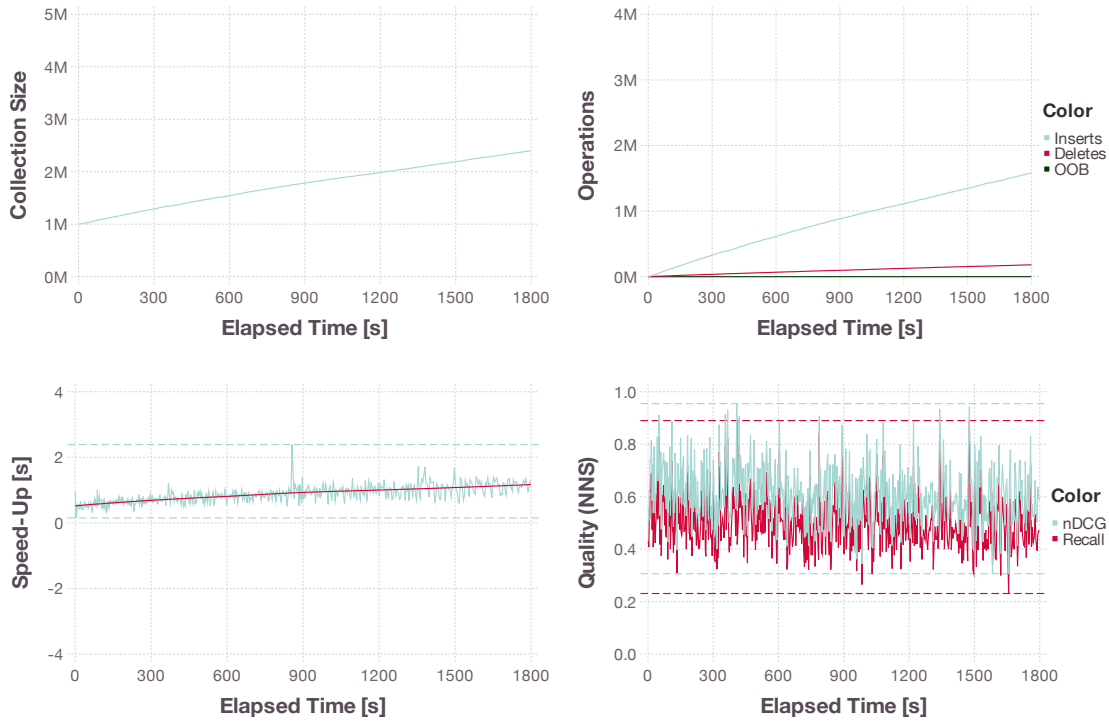 5M
4M
3M
2M
1M
0M
Collection Size
0 300 600 900 1200 1500 1800
Elapsed Time [s]
4M
3M
2M
1M
0M
Operations
0 300 600 900 1200 1500 1800
Elapsed Time [s]
Color
Inserts
Deletes
OOB
4
2
0
-2
-4
Speed-Up [s]
0 300 600 900 1200 1500 1800
Elapsed Time [s]
1.0
0.8
0.6
0.4
0.2
0.0
Quality (NNS)
0 300 600 900 1200 1500 1800
Elapsed Time [s]
Color
nDCG
Recall